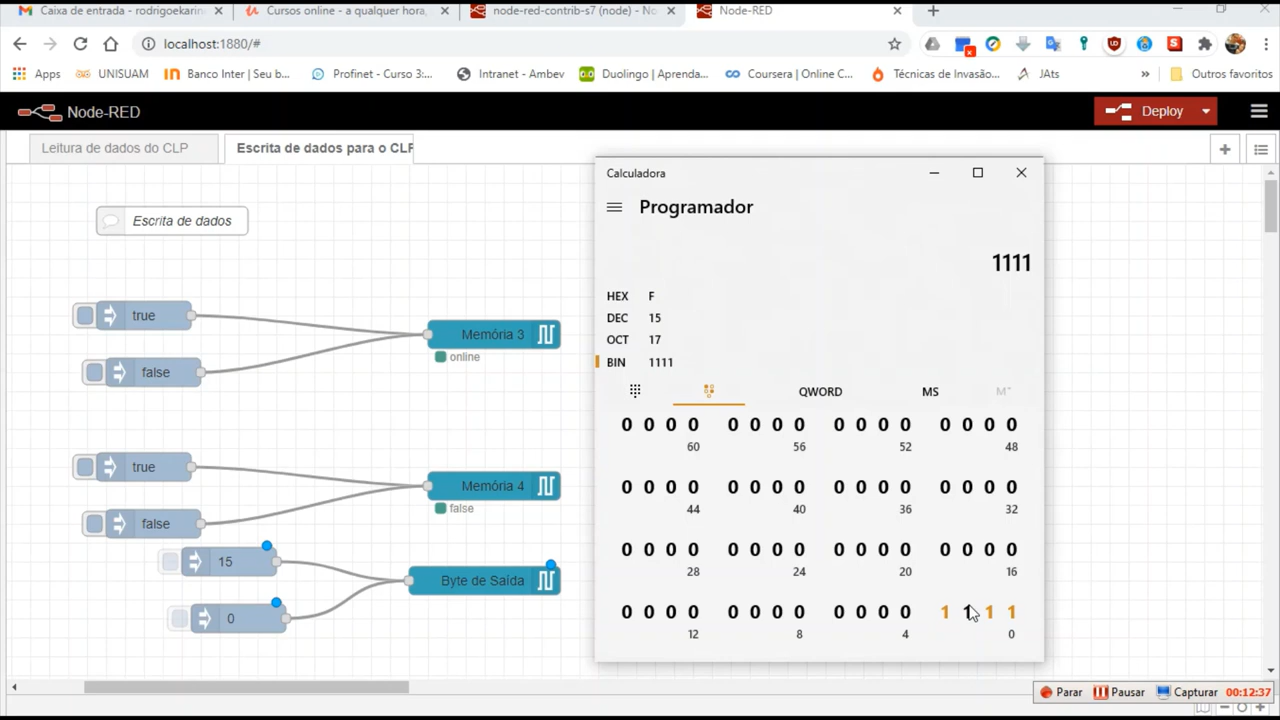 Caixa de entrada - rodrigoekarin
Cursos online - a qualquer hora,
node-red-contrib-s7 (node) - No
Node-RED
localhost:1880/#
Apps
UNISUAM
Banco Inter | Seu b...
Profinet - Curso 3:...
Intranet - Ambev
Duolingo | Aprenda...
Coursera | Online C...
Técnicas de Invasão...
JAts
Outros favoritos
Node-RED
Deploy
Leitura de dados do CLP
Escrita de dados para o CLP
Escrita de dados
true
false
Memória 3
online
true
false
Memória 4
false
15
0
Byte de Saída
Calculadora
Programador
1111
HEX F
DEC 15
OCT 17
BIN 1111
QWORD MS M˅
0 0 0 0 0 0 0 0 0 0 0 0 0 0 0 0
60 56 52 48
0 0 0 0 0 0 0 0 0 0 0 0 0 0 0 0
44 40 36 32
0 0 0 0 0 0 0 0 0 0 0 0 0 0 0 0
28 24 20 16
0 0 0 0 0 0 0 0 0 0 0 0 1 1 1 1
12 8 4 0
Parar Pausar Capturar 00:12:37